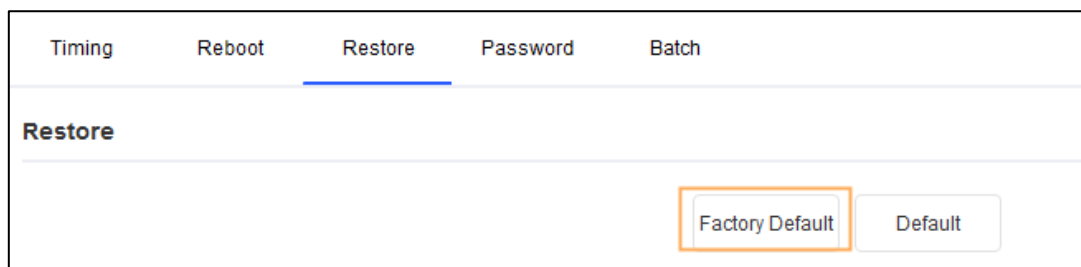 Timing Reboot Restore Password Batch
Restore
Factory Default Default